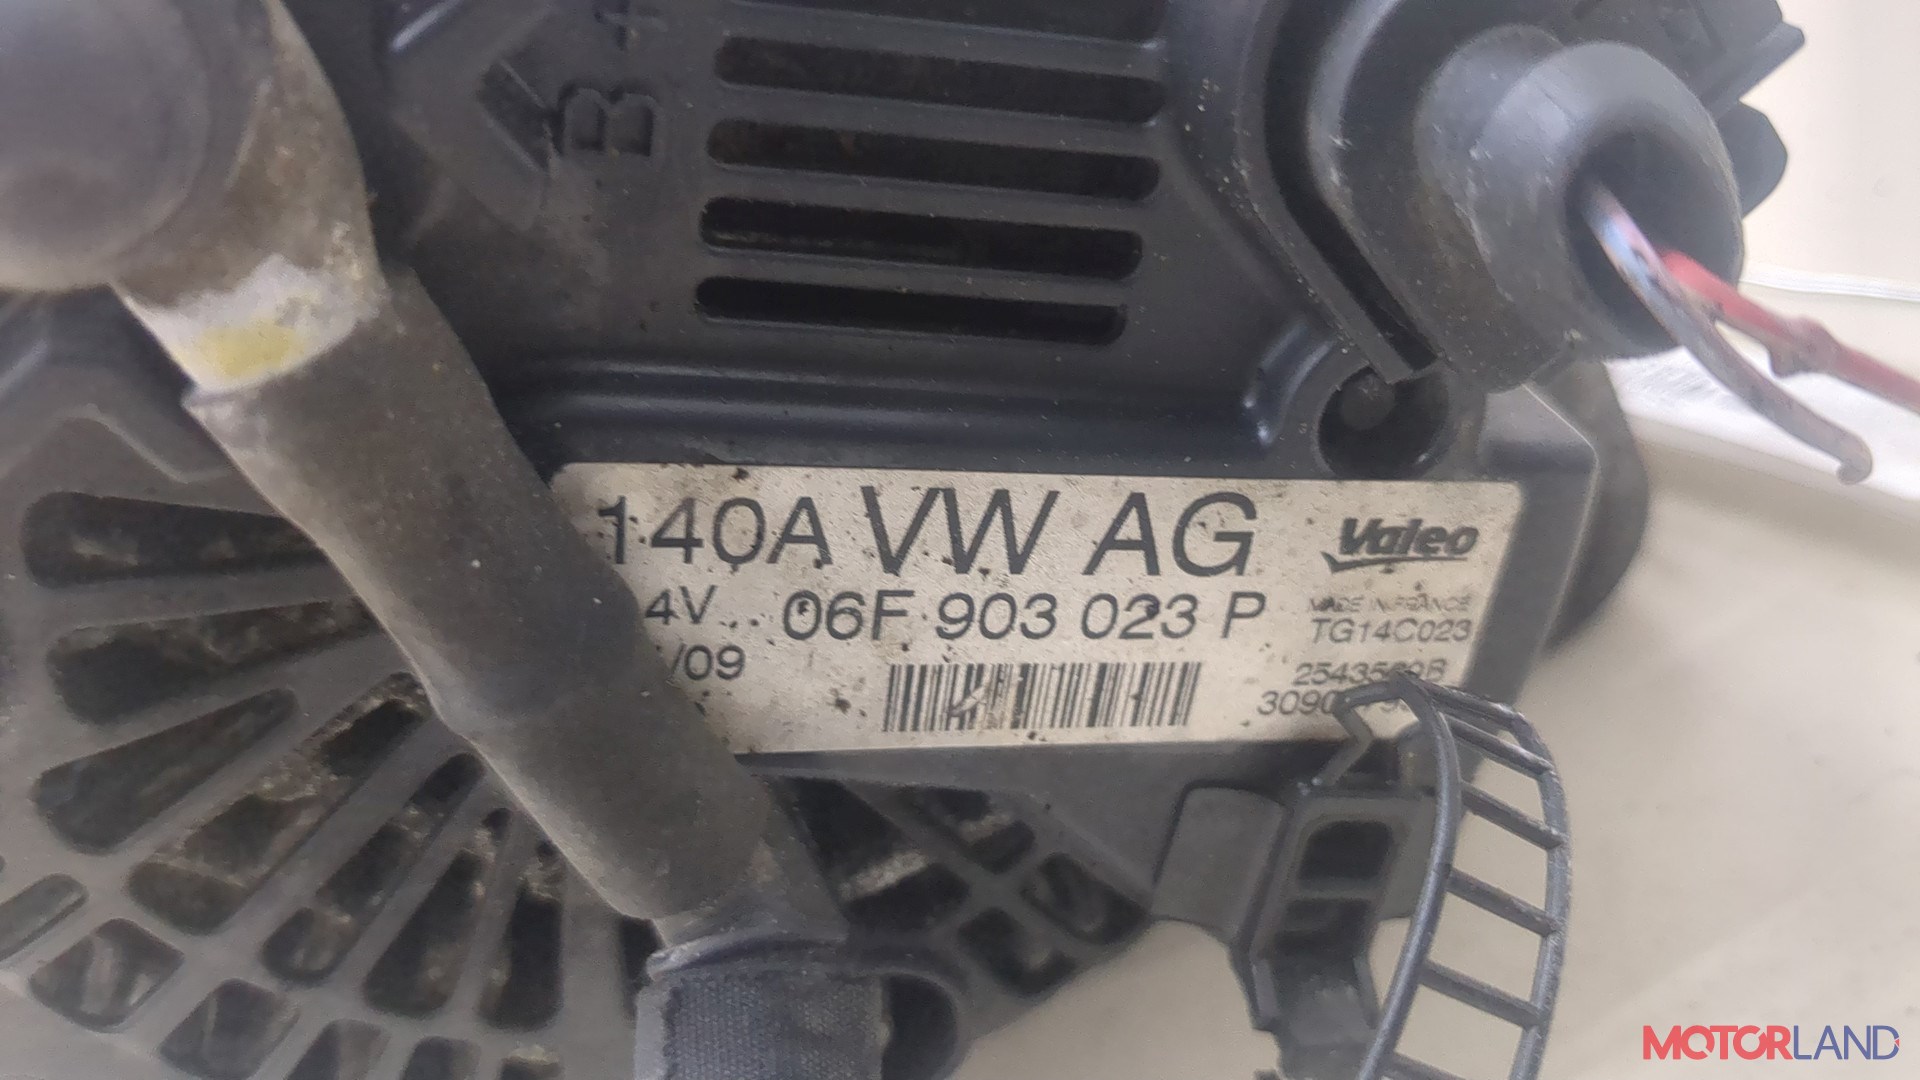 B+
140A VW AG Valeo
4V 06F 903 023 P MADE IN FRANCE
TG14C023
/09
MOTORLAND